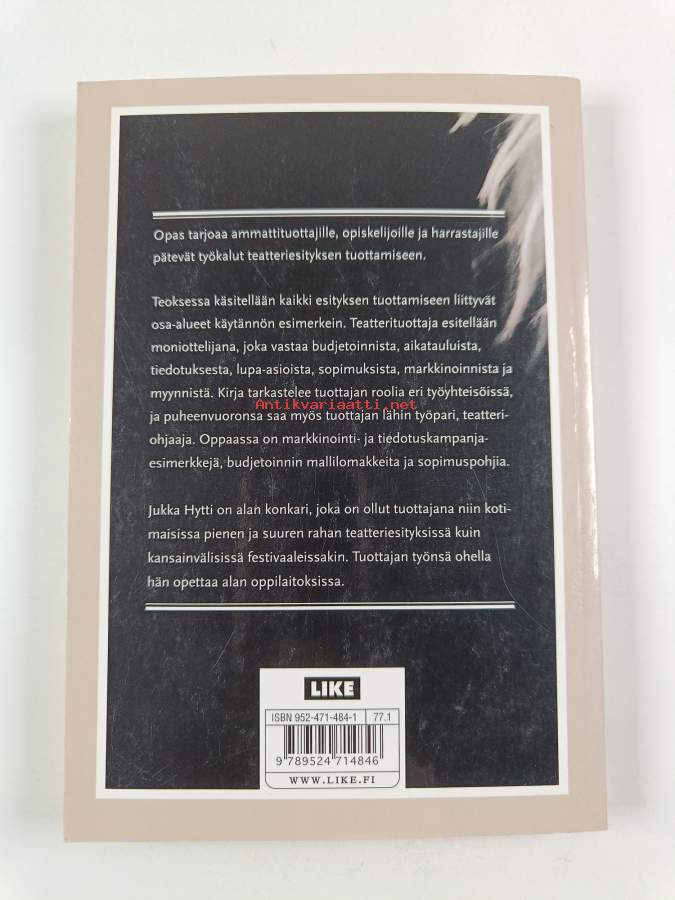 Opas tarjoaa ammattituottajille, opiskelijoille ja harrastajille
pätevät työkalut teatteriesityksen tuottamiseen.
Teoksessa käsitellään kaikki esityksen tuottamiseen liittyvät
osa-alueet käytännön esimerkein. Teatterituottaja esitellään
moniottelijana, joka vastaa budjetoinnista, aikatauluista,
tiedotuksesta, lupa-asioista, sopimuksista, markkinoinnista ja
myynnistä. Kirja tarkastelee tuottajan roolia eri työyhteisöissä,
Antikvariaatti.net
ja puheenvuoronsa saa myös tuottajan lähin työpari, teatteri-
ohjaaja. Oppaassa on markkinointi- ja tiedotuskampanja-
esimerkkejä, budjetoinnin mallilomakkeita ja sopimuspohjia.
Jukka Hytti on alan konkari, joka on ollut tuottajana niin koti-
maisissa pienen ja suuren rahan teatteriesityksissä kuin
kansainvälisissä festivaaleissakin. Tuottajan työnsä ohella
hän opettaa alan oppilaitoksissa.
LIKE
ISBN 952-471-484-1 77.1
9 789524 714846
WWW.LIKE.FI